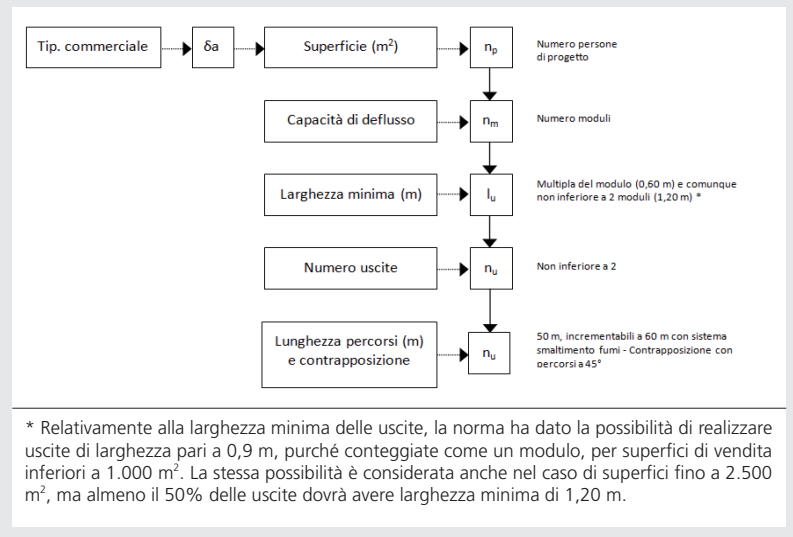 Tip. commerciale
δa
Superficie (m²)
nₚ
Numero persone
di progetto
Capacità di deflusso
nₘ
Numero moduli
Larghezza minima (m)
lᵤ
Multipla del modulo (0,60 m) e comunque
non inferiore a 2 moduli (1,20 m) *
Numero uscite
nᵤ
Non inferiore a 2
Lunghezza percorsi (m)
e contrapposizione
nᵤ
50 m, incrementabili a 60 m con sistema
smaltimento fumi - Contrapposizione con
percorsi a 45°
* Relativamente alla larghezza minima delle uscite, la norma ha dato la possibilità di realizzare
uscite di larghezza pari a 0,9 m, purché conteggiate come un modulo, per superfici di vendita
inferiori a 1.000 m². La stessa possibilità è considerata anche nel caso di superfici fino a 2.500
m², ma almeno il 50% delle uscite dovrà avere larghezza minima di 1,20 m.